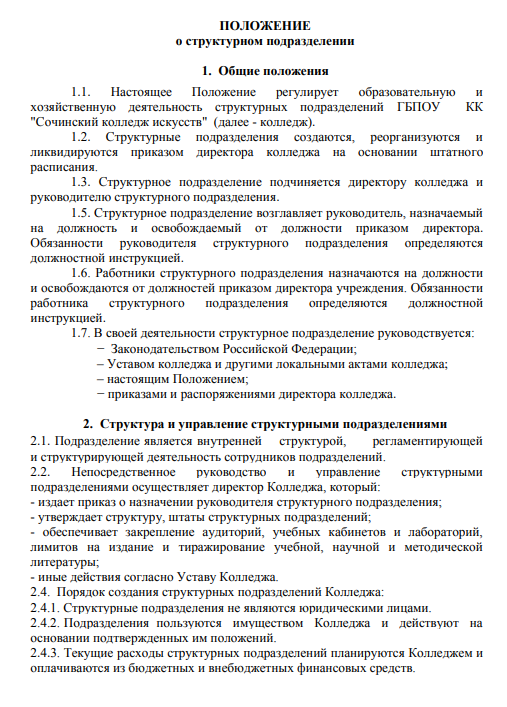 ПОЛОЖЕНИЕ
о структурном подразделении
1. Общие положения
1.1. Настоящее Положение регулирует образовательную и
хозяйственную деятельность структурных подразделений ГБПОУ КК
"Сочинский колледж искусств" (далее - колледж).
1.2. Структурные подразделения создаются, реорганизуются и
ликвидируются приказом директора колледжа на основании штатного
расписания.
1.3. Структурное подразделение подчиняется директору колледжа и
руководителю структурного подразделения.
1.5. Структурное подразделение возглавляет руководитель, назначаемый
на должность и освобождаемый от должности приказом директора.
Обязанности руководителя структурного подразделения определяются
должностной инструкцией.
1.6. Работники структурного подразделения назначаются на должности
и освобождаются от должностей приказом директора учреждения. Обязанности
работника структурного подразделения определяются должностной
инструкцией.
1.7. В своей деятельности структурное подразделение руководствуется:
− Законодательством Российской Федерации;
– Уставом колледжа и другими локальными актами колледжа;
– настоящим Положением;
− приказами и распоряжениями директора колледжа.
2. Структура и управление структурными подразделениями
2.1. Подразделение является внутренней структурой, регламентирующей
и структурирующей деятельность сотрудников подразделений.
2.2. Непосредственное руководство и управление структурными
подразделениями осуществляет директор Колледжа, который:
- издает приказ о назначении руководителя структурного подразделения;
- утверждает структуру, штаты структурных подразделений;
- обеспечивает закрепление аудиторий, учебных кабинетов и лабораторий,
лимитов на издание и тиражирование учебной, научной и методической
литературы;
- иные действия согласно Уставу Колледжа.
2.4. Порядок создания структурных подразделений Колледжа:
2.4.1. Структурные подразделения не являются юридическими лицами.
2.4.2. Подразделения пользуются имуществом Колледжа и действуют на
основании подтвержденных им положений.
2.4.3. Текущие расходы структурных подразделений планируются Колледжем и
оплачиваются из бюджетных и внебюджетных финансовых средств.